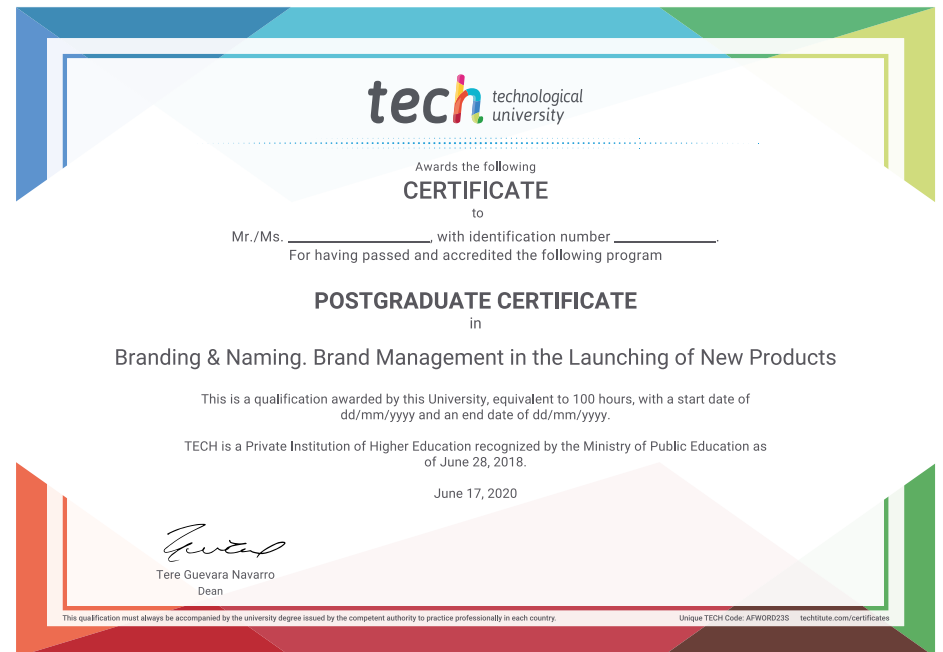 tech technological
university
Awards the following
CERTIFICATE
to
Mr./Ms. ____________________, with identification number ______________.
For having passed and accredited the following program
POSTGRADUATE CERTIFICATE
in
Branding & Naming. Brand Management in the Launching of New Products
This is a qualification awarded by this University, equivalent to 100 hours, with a start date of
dd/mm/yyyy and an end date of dd/mm/yyyy.
TECH is a Private Institution of Higher Education recognized by the Ministry of Public Education as
of June 28, 2018.
June 17, 2020
Tere Guevara Navarro
Dean
This qualification must always be accompanied by the university degree issued by the competent authority to practice professionally in each country. Unique TECH Code: AFWORD23S techtitute.com/certificates